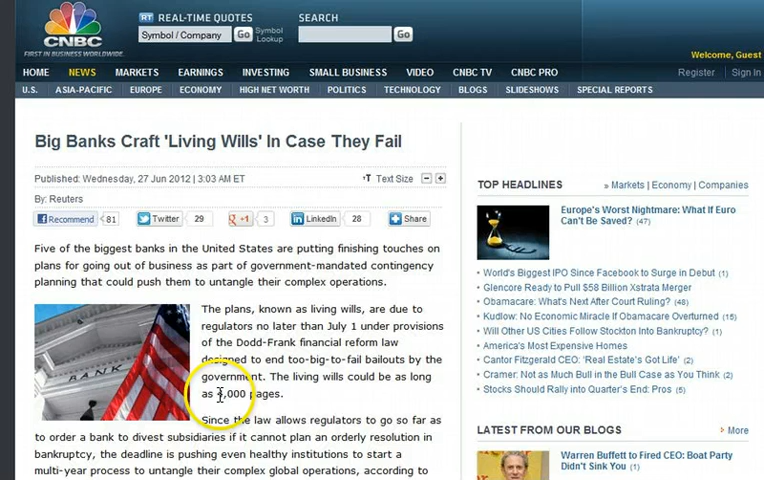 CNBC
FIRST IN BUSINESS WORLDWIDE.
RT REAL-TIME QUOTES
Symbol / Company
Go
Symbol Lookup
SEARCH
Go
Welcome, Guest
Register Sign In
HOME NEWS MARKETS EARNINGS INVESTING SMALL BUSINESS VIDEO CNBC TV CNBC PRO
U.S. ASIA-PACIFIC EUROPE ECONOMY HIGH NET WORTH POLITICS TECHNOLOGY BLOGS SLIDESHOWS SPECIAL REPORTS
Big Banks Craft 'Living Wills' In Case They Fail
Published: Wednesday, 27 Jun 2012 | 3:03 AM ET
Text Size
By: Reuters
Recommend 81 Twitter 29 +1 3 LinkedIn 28 Share
Five of the biggest banks in the United States are putting finishing touches on
plans for going out of business as part of government-mandated contingency
planning that could push them to untangle their complex operations.
BANK
The plans, known as living wills, are due to
regulators no later than July 1 under provisions
of the Dodd-Frank financial reform law
designed to end too-big-to-fail bailouts by the
government. The living wills could be as long
as ,000 pages.
Since the law allows regulators to go so far as
to order a bank to divest subsidiaries if it cannot plan an orderly resolution in
bankruptcy, the deadline is pushing even healthy institutions to start a
multi-year process to untangle their complex global operations, according to
TOP HEADLINES
» Markets | Economy | Companies
Europe's Worst Nightmare: What If Euro
Can't Be Saved? (47)
World's Biggest IPO Since Facebook to Surge in Debut (1)
Glencore Ready to Pull $58 Billion Xstrata Merger
Obamacare: What's Next After Court Ruling? (48)
Kudlow: No Economic Miracle If Obamacare Overturned (15)
Will Other US Cities Follow Stockton Into Bankruptcy? (1)
America's Most Expensive Homes
Cantor Fitzgerald CEO: 'Real Estate's Got Life' (2)
Cramer: Not as Much Bull in the Bull Case as You Think (2)
Stocks Should Rally into Quarter's End: Pros (5)
LATEST FROM OUR BLOGS
» More
Warren Buffett to Fired CEO: Boat Party
Didn't Sink You (1)